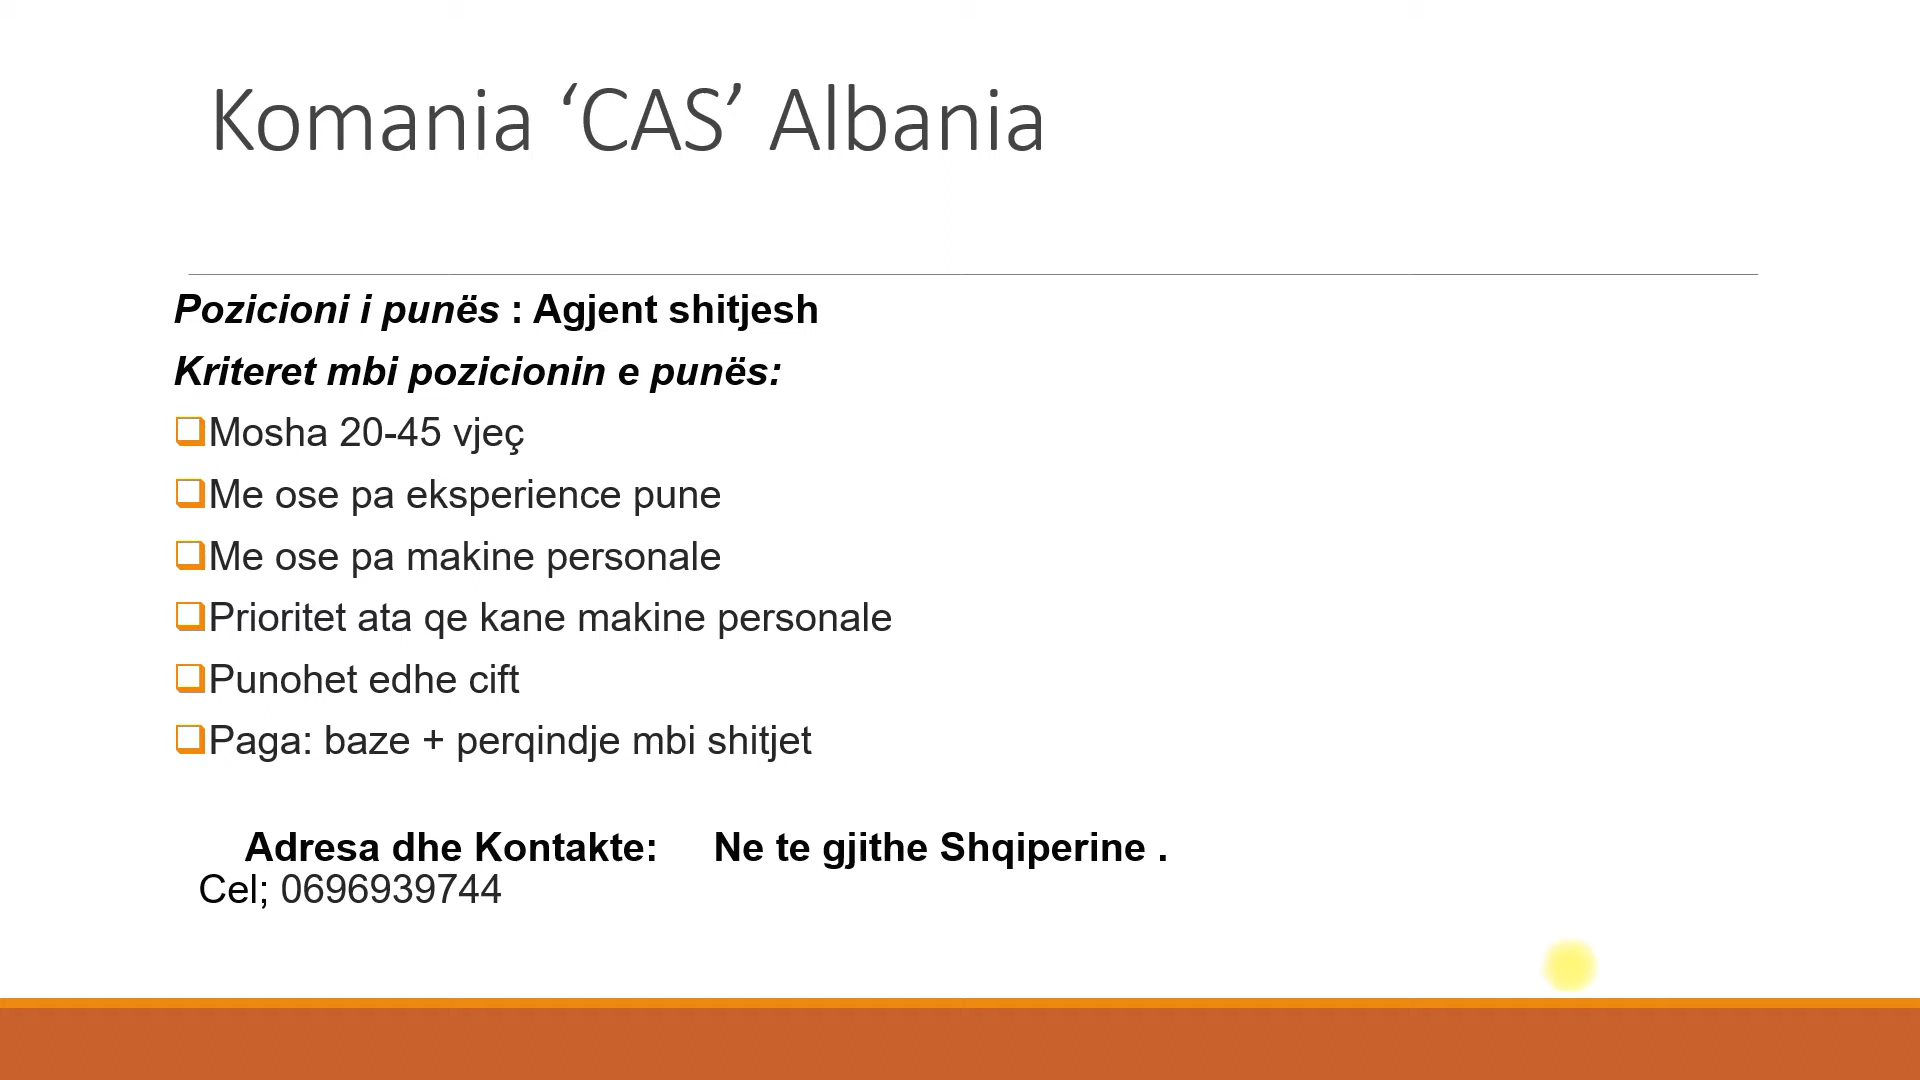 Komania ‘CAS’ Albania
Pozicioni i punës : Agjent shitjesh
Kriteret mbi pozicionin e punës:
Mosha 20-45 vjeç
Me ose pa eksperience pune
Me ose pa makine personale
Prioritet ata qe kane makine personale
Punohet edhe cift
Paga: baze + perqindje mbi shitjet
Adresa dhe Kontakte: Ne te gjithe Shqiperine .
Cel; 0696939744